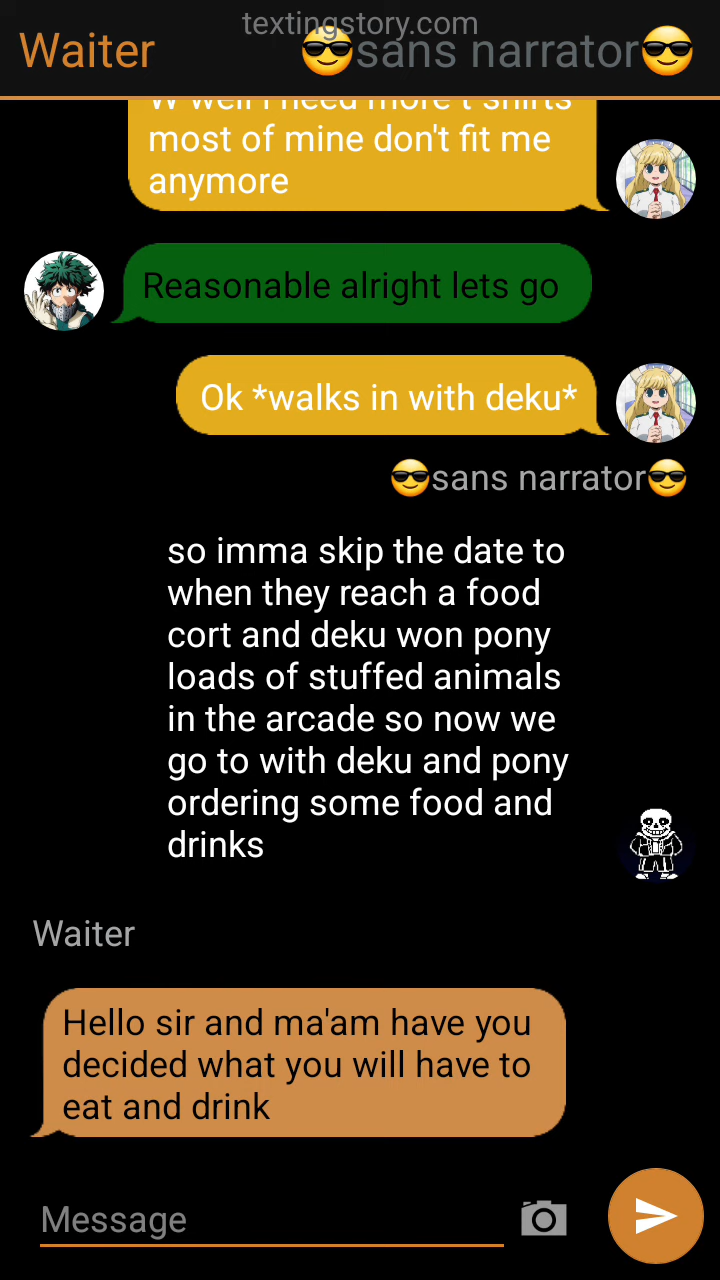 textingstory.com
Waiter
😎sans narrator😎
W well I need more t shirts
most of mine don't fit me
anymore
Reasonable alright lets go
Ok *walks in with deku*
😎sans narrator😎
so imma skip the date to
when they reach a food
cort and deku won pony
loads of stuffed animals
in the arcade so now we
go to with deku and pony
ordering some food and
drinks
Waiter
Hello sir and ma'am have you
decided what you will have to
eat and drink
Message